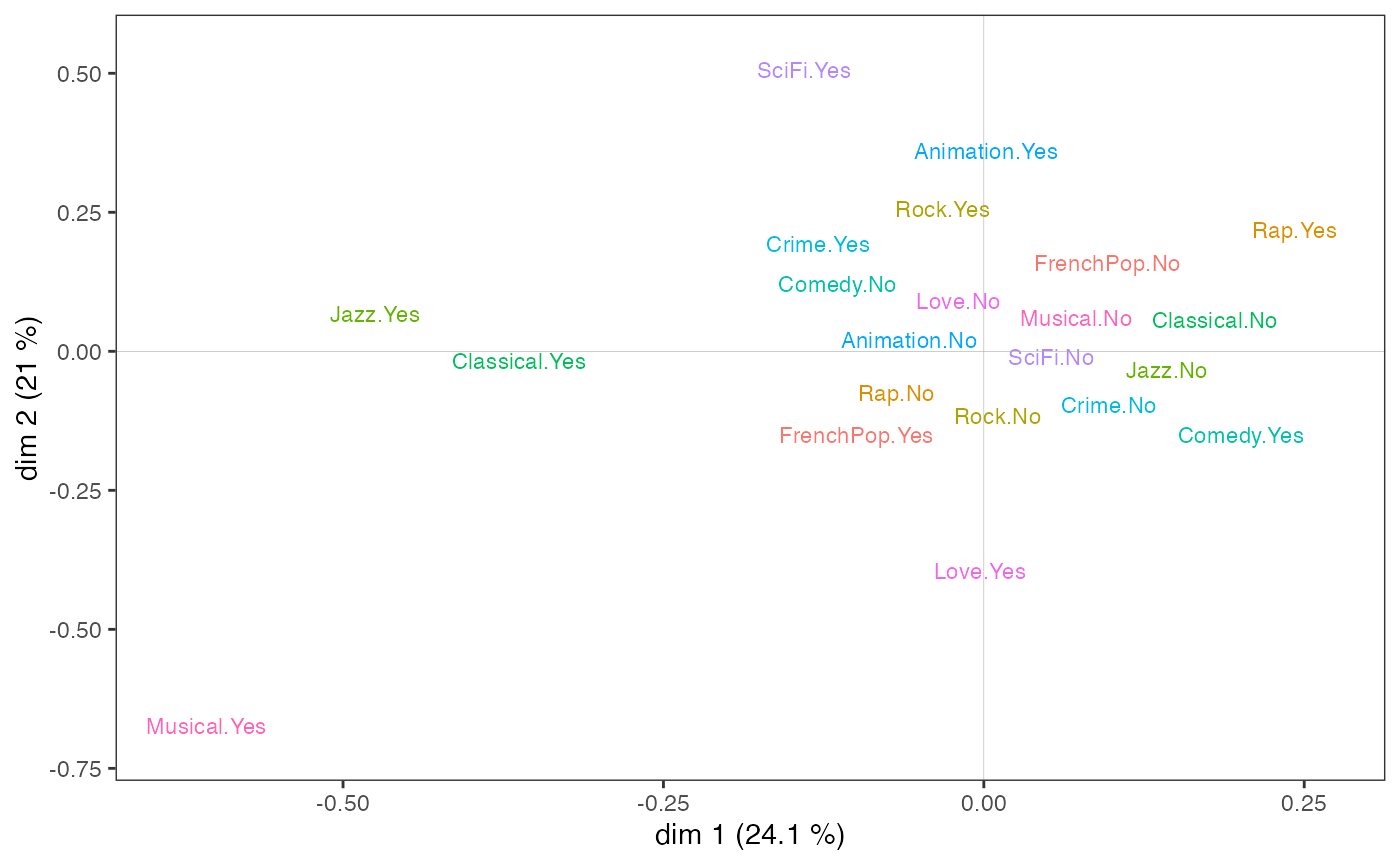 SciFi.Yes
0.50
Animation.Yes
Rock.Yes
0.25
Rap.Yes
Crime.Yes
FrenchPop.No
Comedy.No
Love.No
Jazz.Yes
Musical.No
Classical.No
Animation.No
0.00
SciFi.No
Classical.Yes
Jazz.No
Rap.No
Crime.No
Rock.No
FrenchPop.Yes
Comedy.Yes
-0.25
Love.Yes
-0.50
Musical.Yes
-0.75
dim 2 (21 %)
-0.50 -0.25 0.00 0.25
dim 1 (24.1 %)